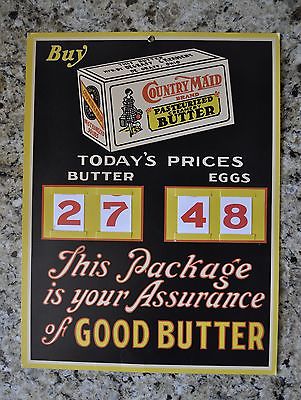 Buy
COUNTRY MAID
BRAND
PASTEURIZED
BUTTER
TODAY'S PRICES
BUTTER EGGS
27 48
This Package
is your Assurance
of GOOD BUTTER